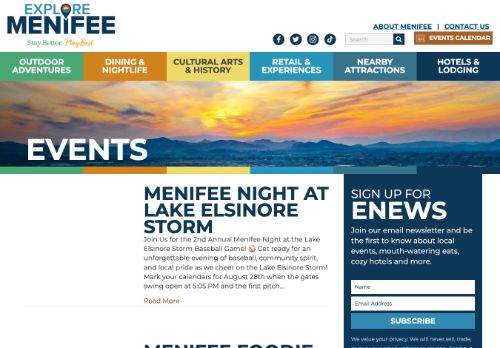 EXPLORE
MENIFEE
Stay Better. Play Best.
ABOUT MENIFEE | CONTACT US
Search
EVENTS CALENDAR
OUTDOOR
ADVENTURES
DINING &
NIGHTLIFE
CULTURAL ARTS
& HISTORY
RETAIL &
EXPERIENCES
NEARBY
ATTRACTIONS
HOTELS &
LODGING
EVENTS
MENIFEE NIGHT AT
LAKE ELSINORE
STORM
Join Us for the 2nd Annual Menifee Night at the Lake
Elsinore Storm Baseball Game! ⚾ Get ready for an
unforgettable evening of baseball, community spirit,
and local pride as we cheer on the Lake Elsinore Storm!
Mark your calendars for August 28th when the gates
swing open at 5:05 PM and the first pitch...
Read More
MENIFEE FOODIE
SIGN UP FOR
ENEWS
Join our email newsletter and be
the first to know about local
events, mouth-watering eats,
cozy hotels and more.
Name
Email Address
SUBSCRIBE
We value your privacy. We will never sell, trade,